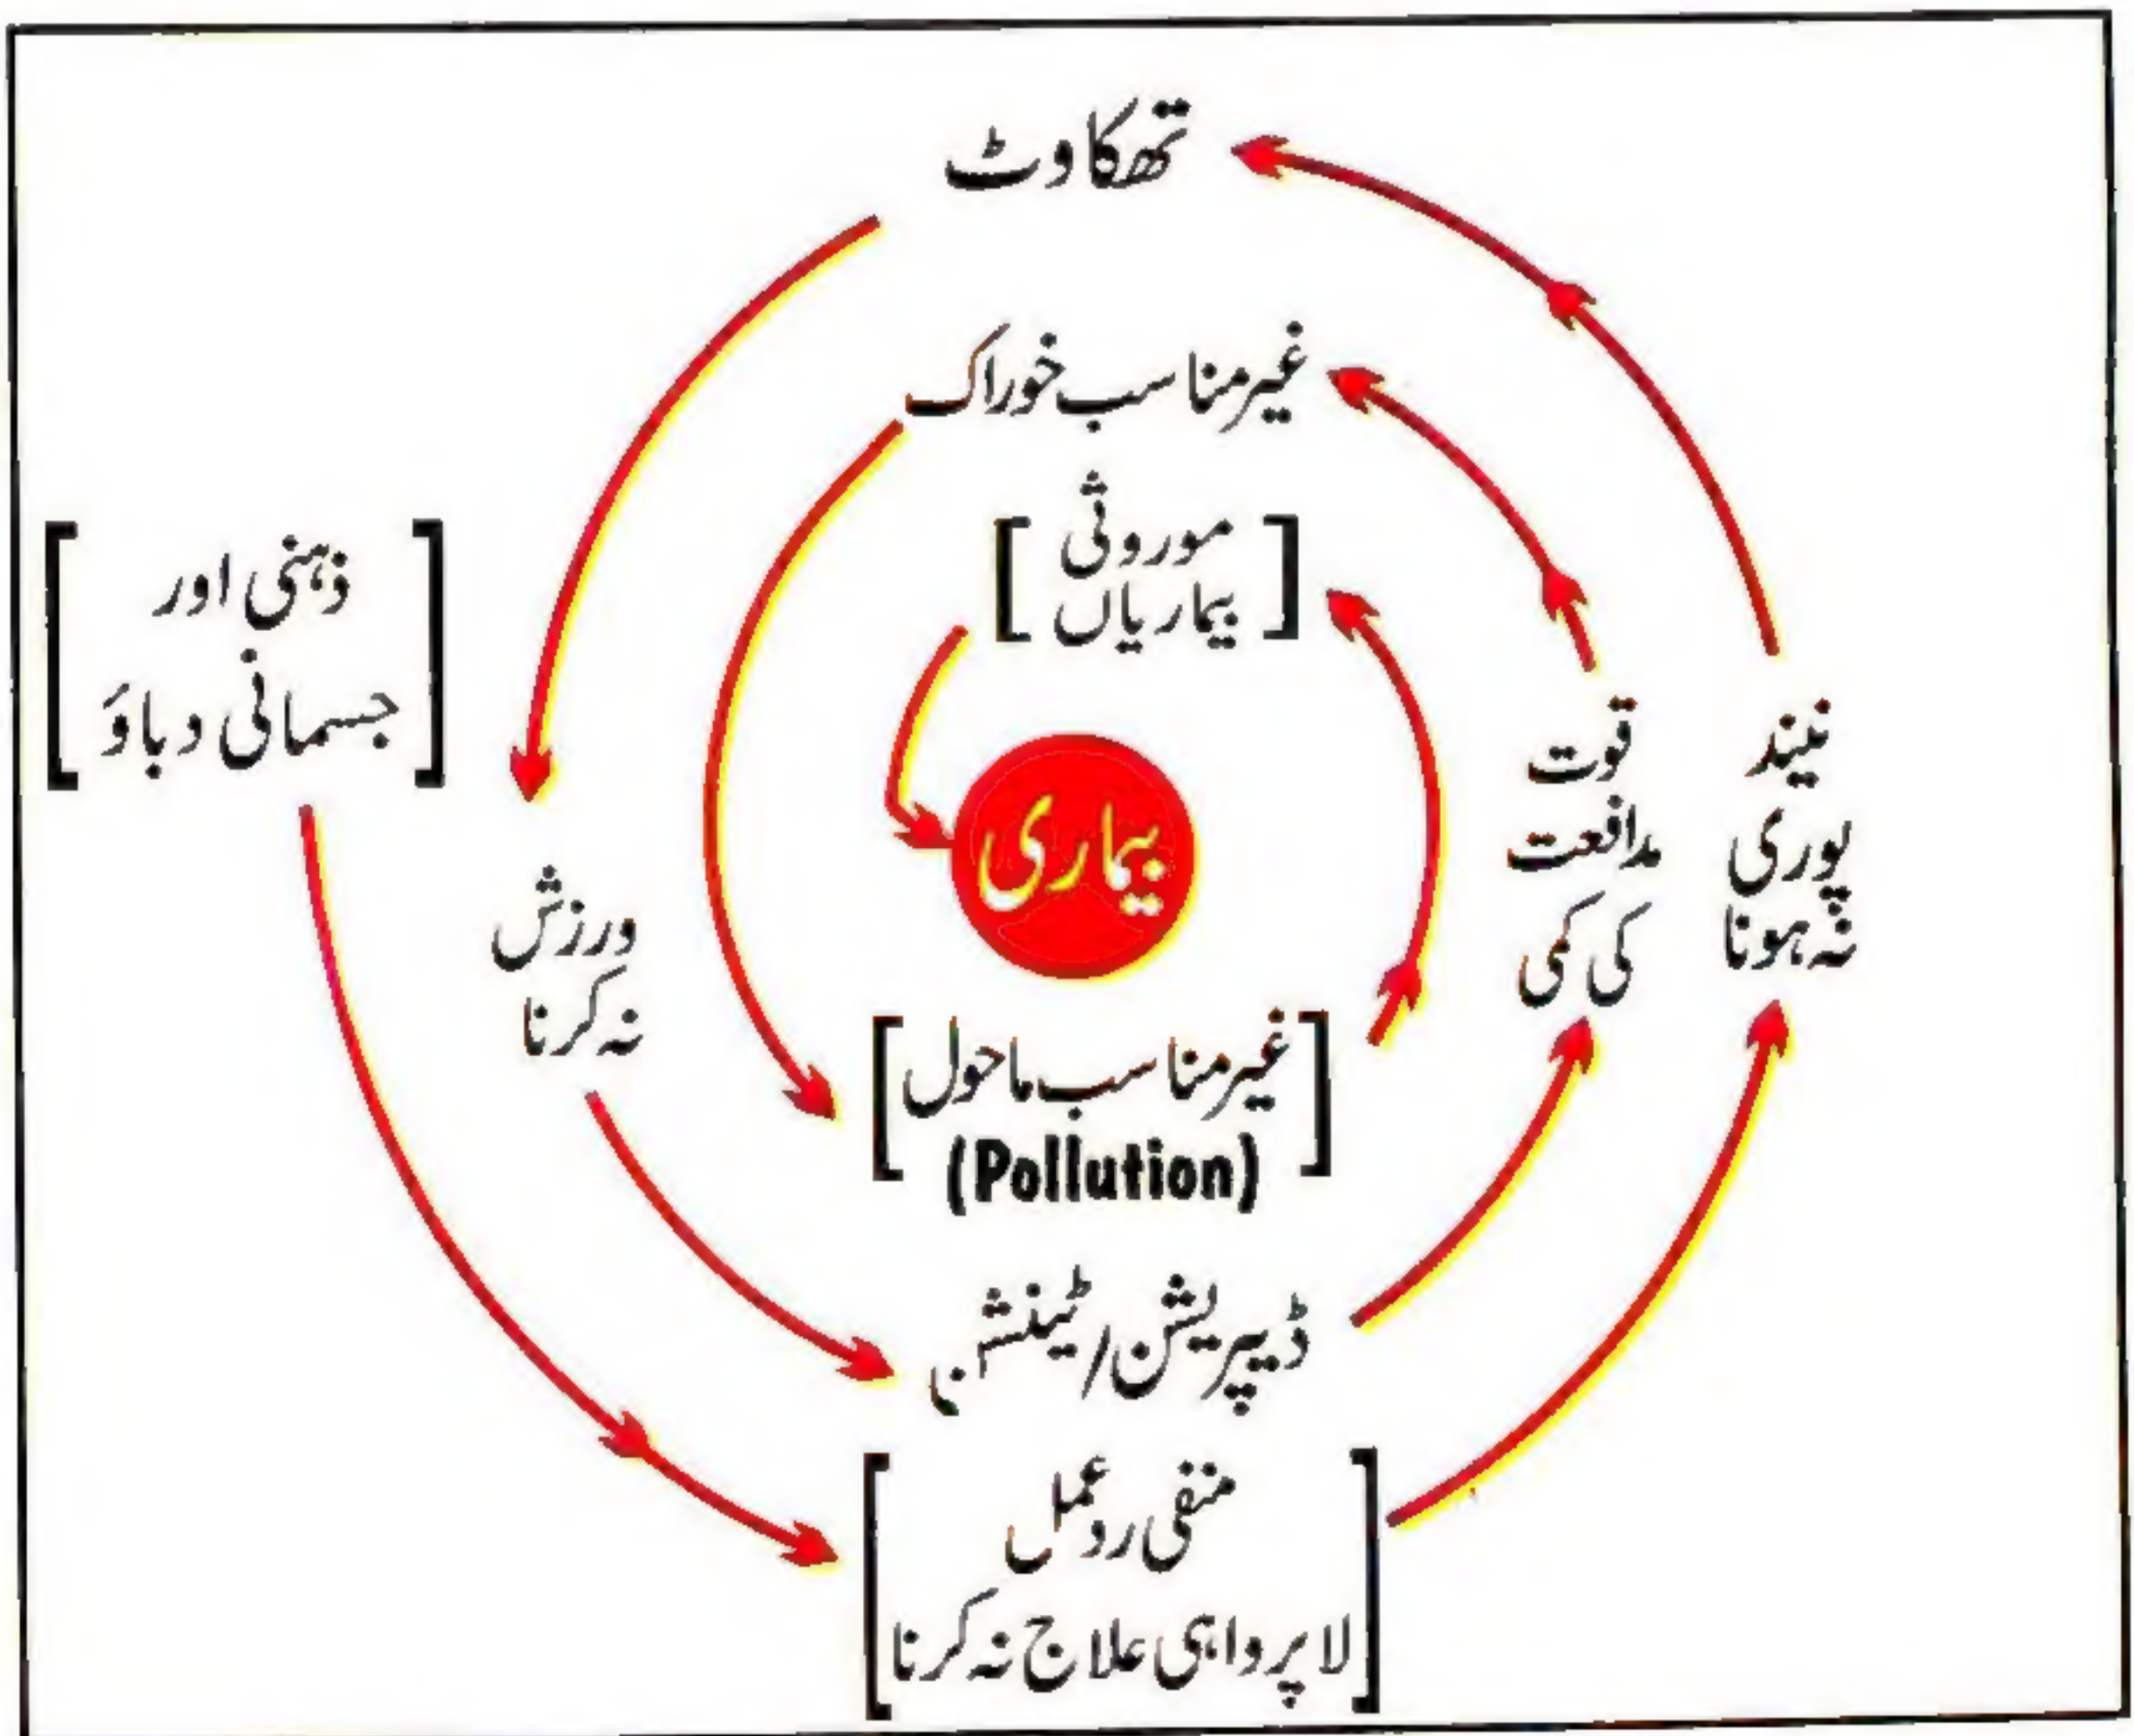 تھکاوٹ
غیر مناسب خوراک
موروثی
بیماریاں
ذہنی اور
جسمانی دباؤ
بیماری
قوت
مدافعت
کی کمی
نیند
پوری
نہ ہونا
ورزش
نہ کرنا
غیر مناسب ماحول
(Pollution)
ڈیپریشن/ٹینشن
منفی ردعمل
لاپرواہی علاج نہ کرنا